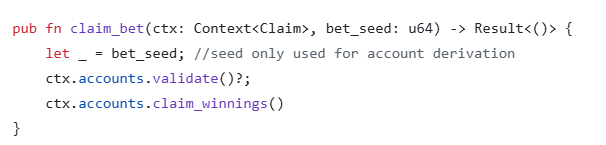 pub fn claim_bet(ctx: Context<Claim>, bet_seed: u64) -> Result<()> {
    let _ = bet_seed; //seed only used for account derivation
    ctx.accounts.validate()?;
    ctx.accounts.claim_winnings()
}